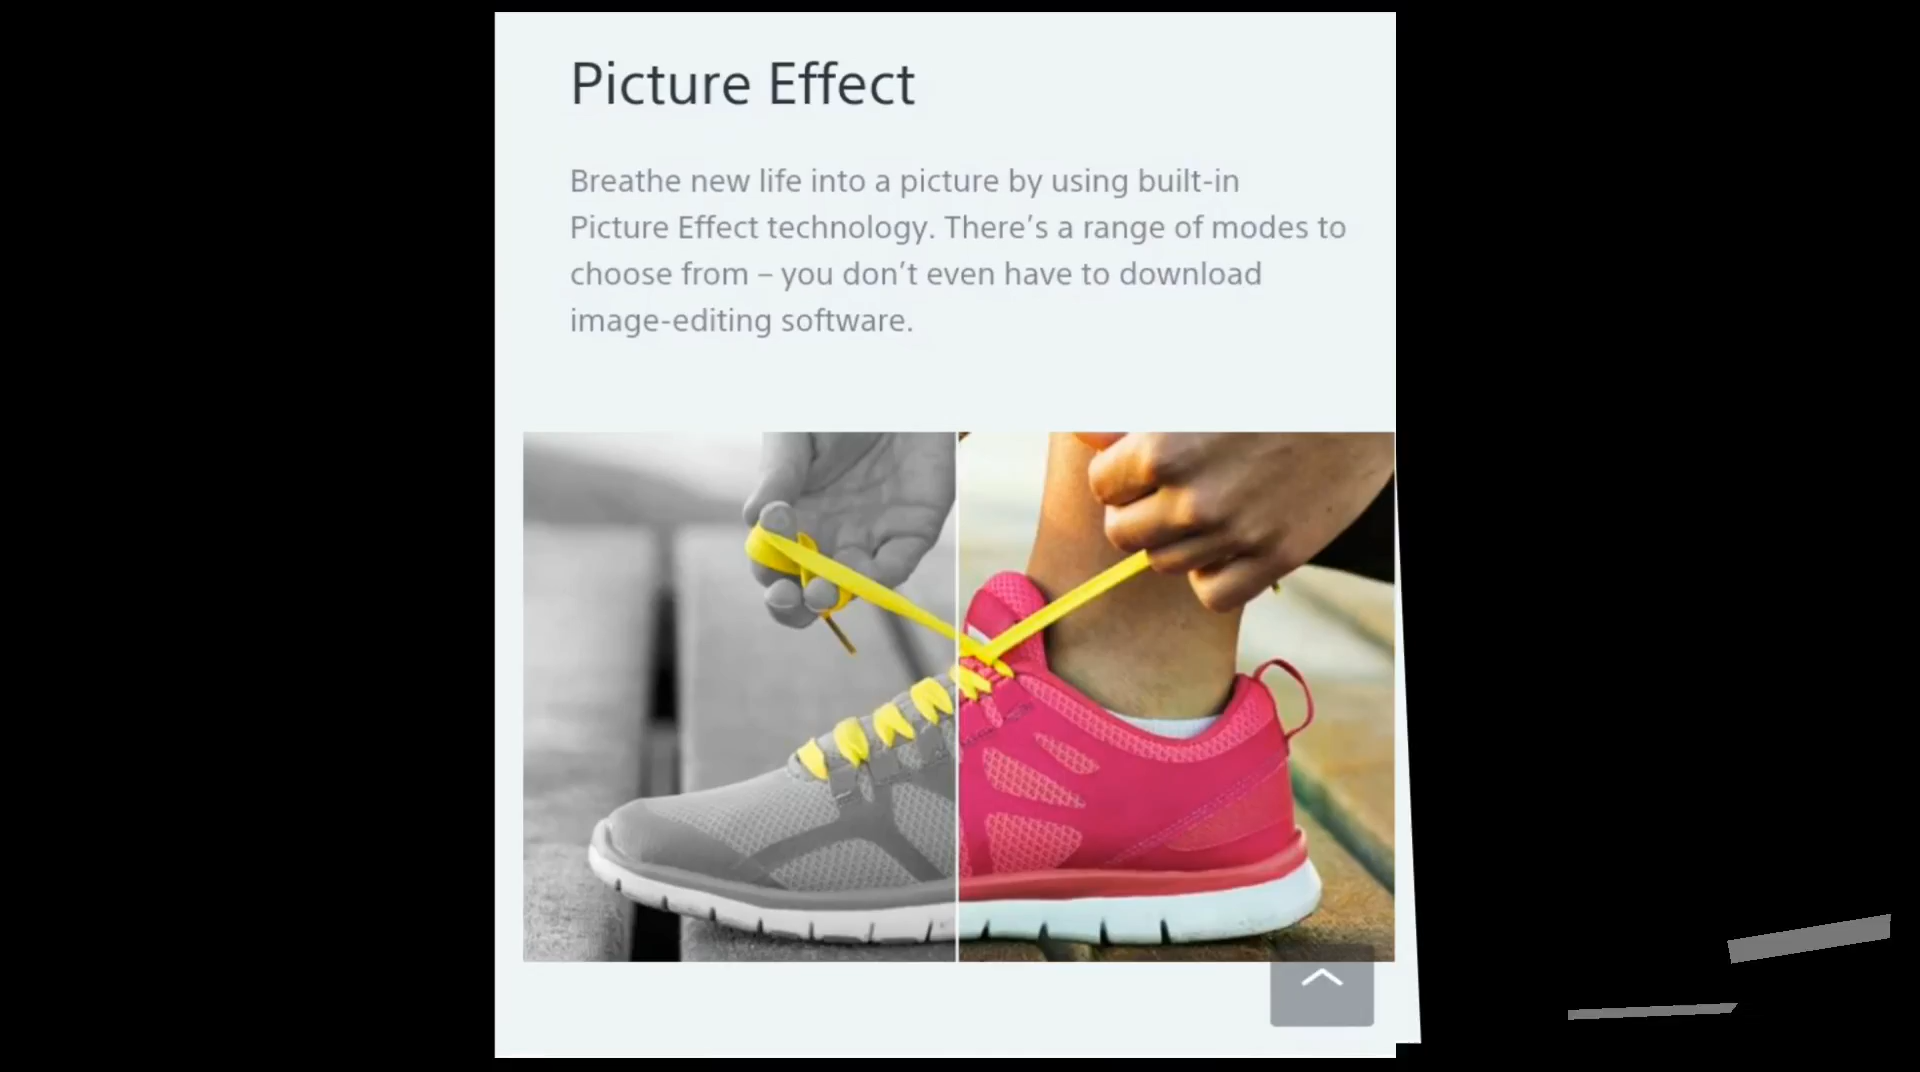 Picture Effect
Breathe new life into a picture by using built-in
Picture Effect technology. There’s a range of modes to
choose from – you don’t even have to download
image-editing software.